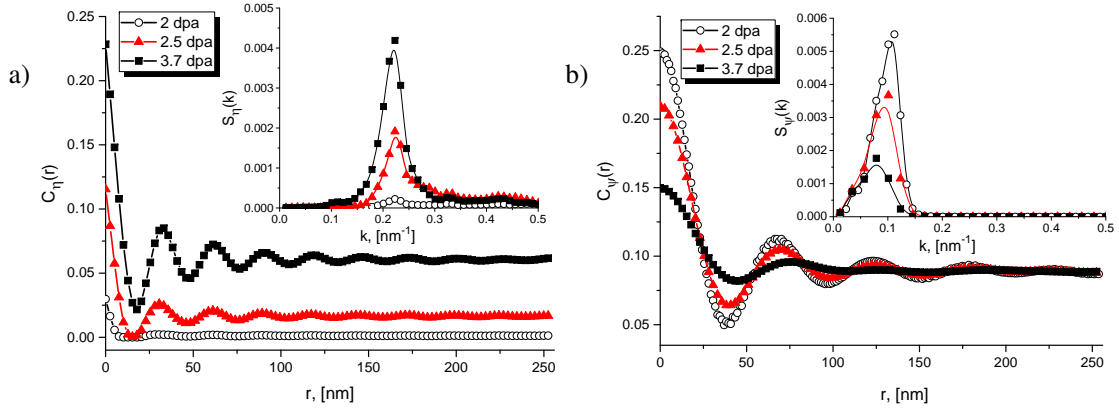 a)
0.25
0.20
0.15
0.10
0.05
0.00
C_η(r)
0 50 100 150 200 250
r, [nm]
2 dpa
2.5 dpa
3.7 dpa
0.005
0.004
0.003
0.002
0.001
0.000
S_η(k)
0.0 0.1 0.2 0.3 0.4 0.5
k, [nm⁻¹]
b)
0.25
0.20
0.15
0.10
0.05
C_ψ(r)
0 50 100 150 200 250
r, [nm]
2 dpa
2.5 dpa
3.7 dpa
0.006
0.005
0.003
0.002
0.000
S_ψ(k)
0.0 0.1 0.2 0.3 0.4 0.5
k, [nm⁻¹]